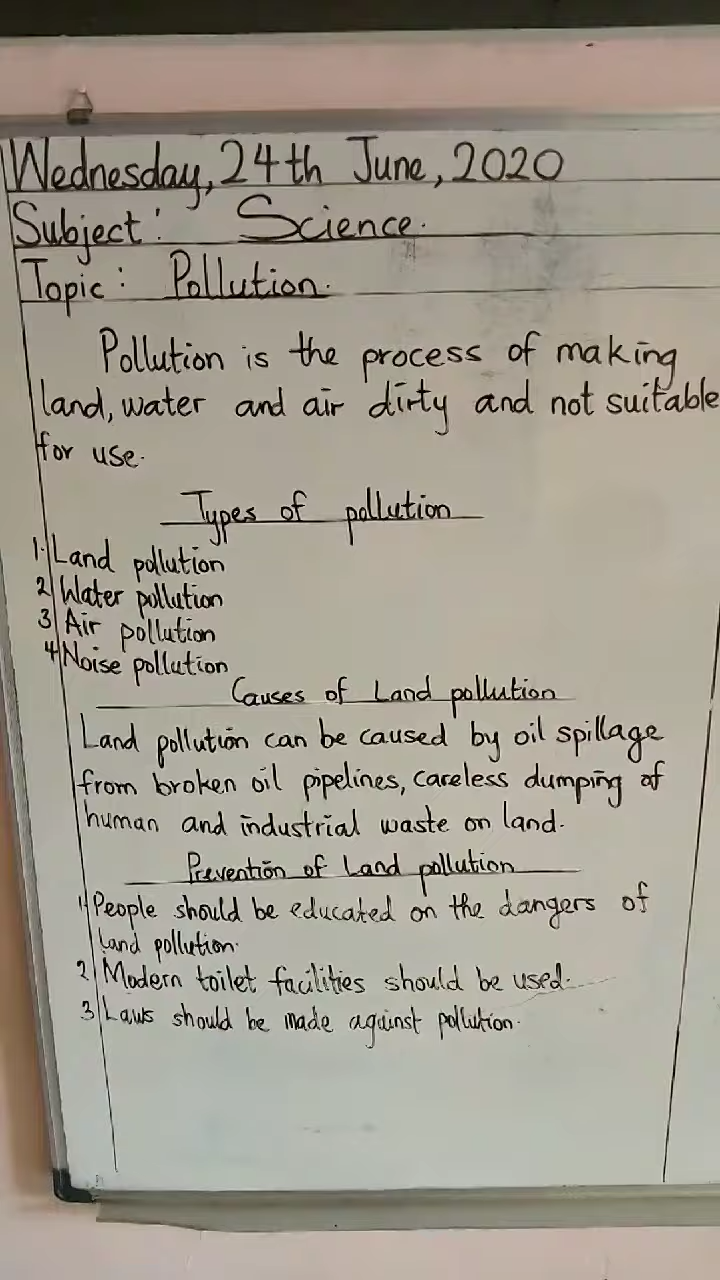 Wednesday, 24th June, 2020
Subject: Science.
Topic: Pollution.
Pollution is the process of making
land, water and air dirty and not suitable
for use.
Types of pollution
1. Land pollution
2 Water pollution
3 Air pollution
4 Noise pollution
Causes of Land pollution
Land pollution can be caused by oil spillage
from broken oil pipelines, careless dumping of
human and industrial waste on land.
Prevention of Land pollution
1 People should be educated on the dangers of
land pollution.
2 Modern toilet facilities should be used.
3 Laws should be made against pollution.